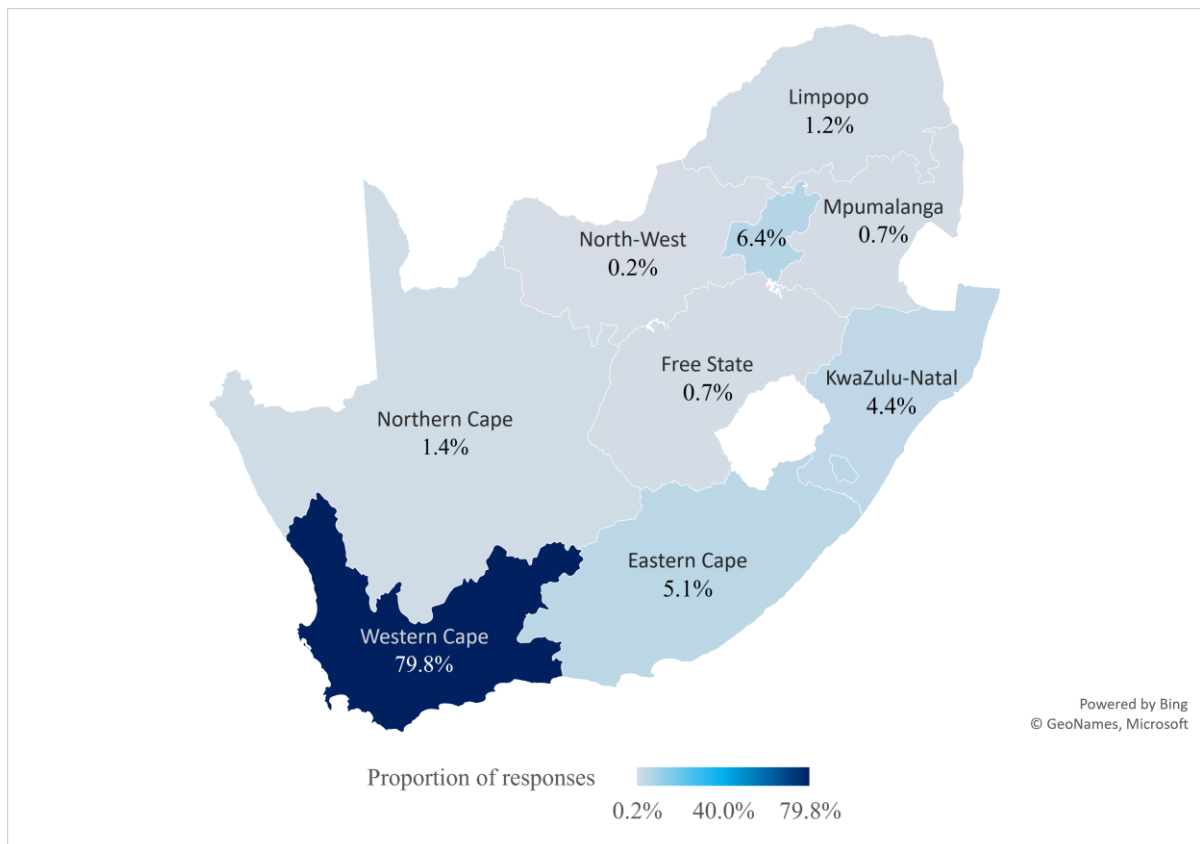 Limpopo
1.2%
Mpumalanga
0.7%
North-West
0.2%
6.4%
Free State
0.7%
KwaZulu-Natal
4.4%
Northern Cape
1.4%
Eastern Cape
5.1%
Western Cape
79.8%
Powered by Bing
© GeoNames, Microsoft
Proportion of responses
0.2% 40.0% 79.8%